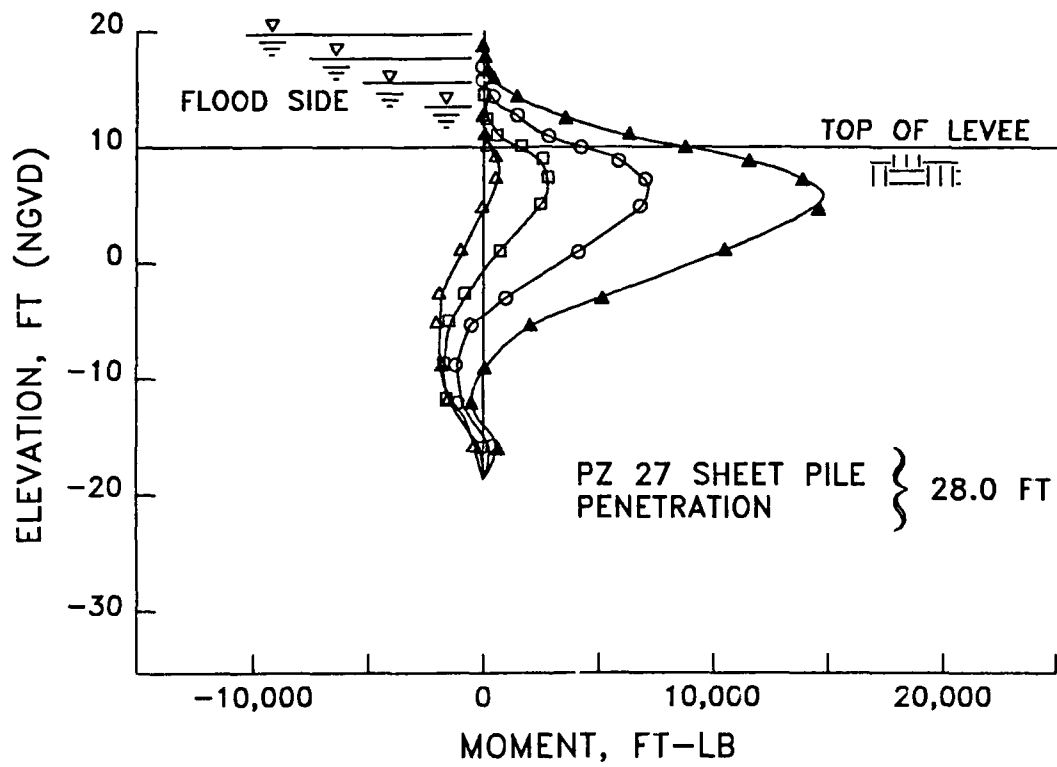 20
FLOOD SIDE
TOP OF LEVEE
10
0
-10
-20
-30
ELEVATION, FT (NGVD)
PZ 27 SHEET PILE
PENETRATION
28.0 FT
-10,000 0 10,000 20,000
MOMENT, FT-LB